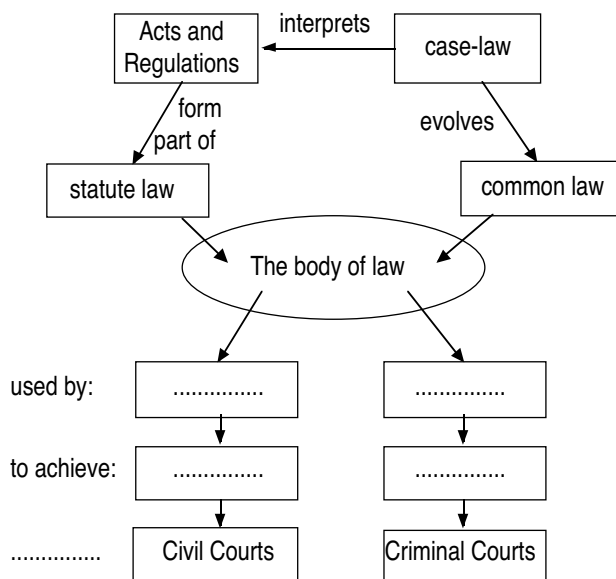 Acts and
Regulations
interprets
case-law
form
part of
evolves
statute law
common law
The body of law
used by:
...............
...............
to achieve:
...............
...............
...............
Civil Courts
Criminal Courts